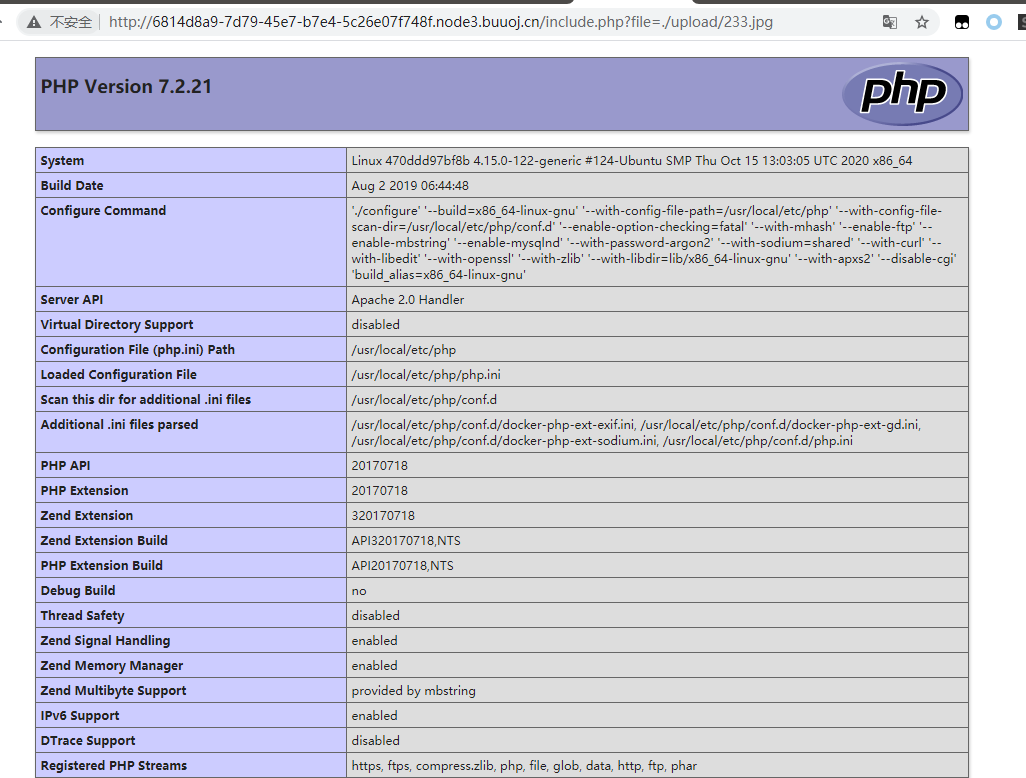 不安全 http://6814d8a9-7d79-45e7-b7e4-5c26e07f748f.node3.buuoj.cn/include.php?file=./upload/233.jpg
PHP Version 7.2.21
php
System Linux 470ddd97bf8b 4.15.0-122-generic #124-Ubuntu SMP Thu Oct 15 13:03:05 UTC 2020 x86_64
Build Date Aug 2 2019 06:44:48
Configure Command './configure' '--build=x86_64-linux-gnu' '--with-config-file-path=/usr/local/etc/php' '--with-config-file-
scan-dir=/usr/local/etc/php/conf.d' '--enable-option-checking=fatal' '--with-mhash' '--enable-ftp' '--
enable-mbstring' '--enable-mysqlnd' '--with-password-argon2' '--with-sodium=shared' '--with-curl' '--
with-libedit' '--with-openssl' '--with-zlib' '--with-libdir=lib/x86_64-linux-gnu' '--with-apxs2' '--disable-cgi'
'build_alias=x86_64-linux-gnu'
Server API Apache 2.0 Handler
Virtual Directory Support disabled
Configuration File (php.ini) Path /usr/local/etc/php
Loaded Configuration File /usr/local/etc/php/php.ini
Scan this dir for additional .ini files /usr/local/etc/php/conf.d
Additional .ini files parsed /usr/local/etc/php/conf.d/docker-php-ext-exif.ini, /usr/local/etc/php/conf.d/docker-php-ext-gd.ini,
/usr/local/etc/php/conf.d/docker-php-ext-sodium.ini, /usr/local/etc/php/conf.d/php.ini
PHP API 20170718
PHP Extension 20170718
Zend Extension 320170718
Zend Extension Build API320170718,NTS
PHP Extension Build API20170718,NTS
Debug Build no
Thread Safety disabled
Zend Signal Handling enabled
Zend Memory Manager enabled
Zend Multibyte Support provided by mbstring
IPv6 Support enabled
DTrace Support disabled
Registered PHP Streams https, ftps, compress.zlib, php, file, glob, data, http, ftp, phar